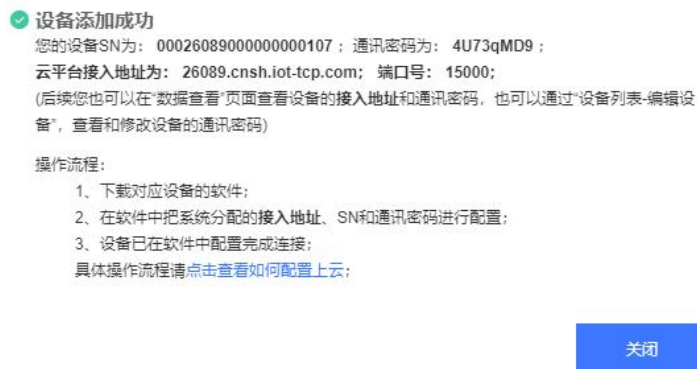 设备添加成功
您的设备SN为： 00026089000000000107 ；通讯密码为： 4U73qMD9 ；
云平台接入地址为： 26089.cnsh.iot-tcp.com； 端口号： 15000；
(后续您也可以在“数据查看”页面查看设备的接入地址和通讯密码，也可以通过“设备列表-编辑设
备”，查看和修改设备的通讯密码)
操作流程：
1、下载对应设备的软件；
2、在软件中把系统分配的接入地址、SN和通讯密码进行配置；
3、设备已在软件中配置完成连接；
具体操作流程请点击查看如何配置上云；
关闭